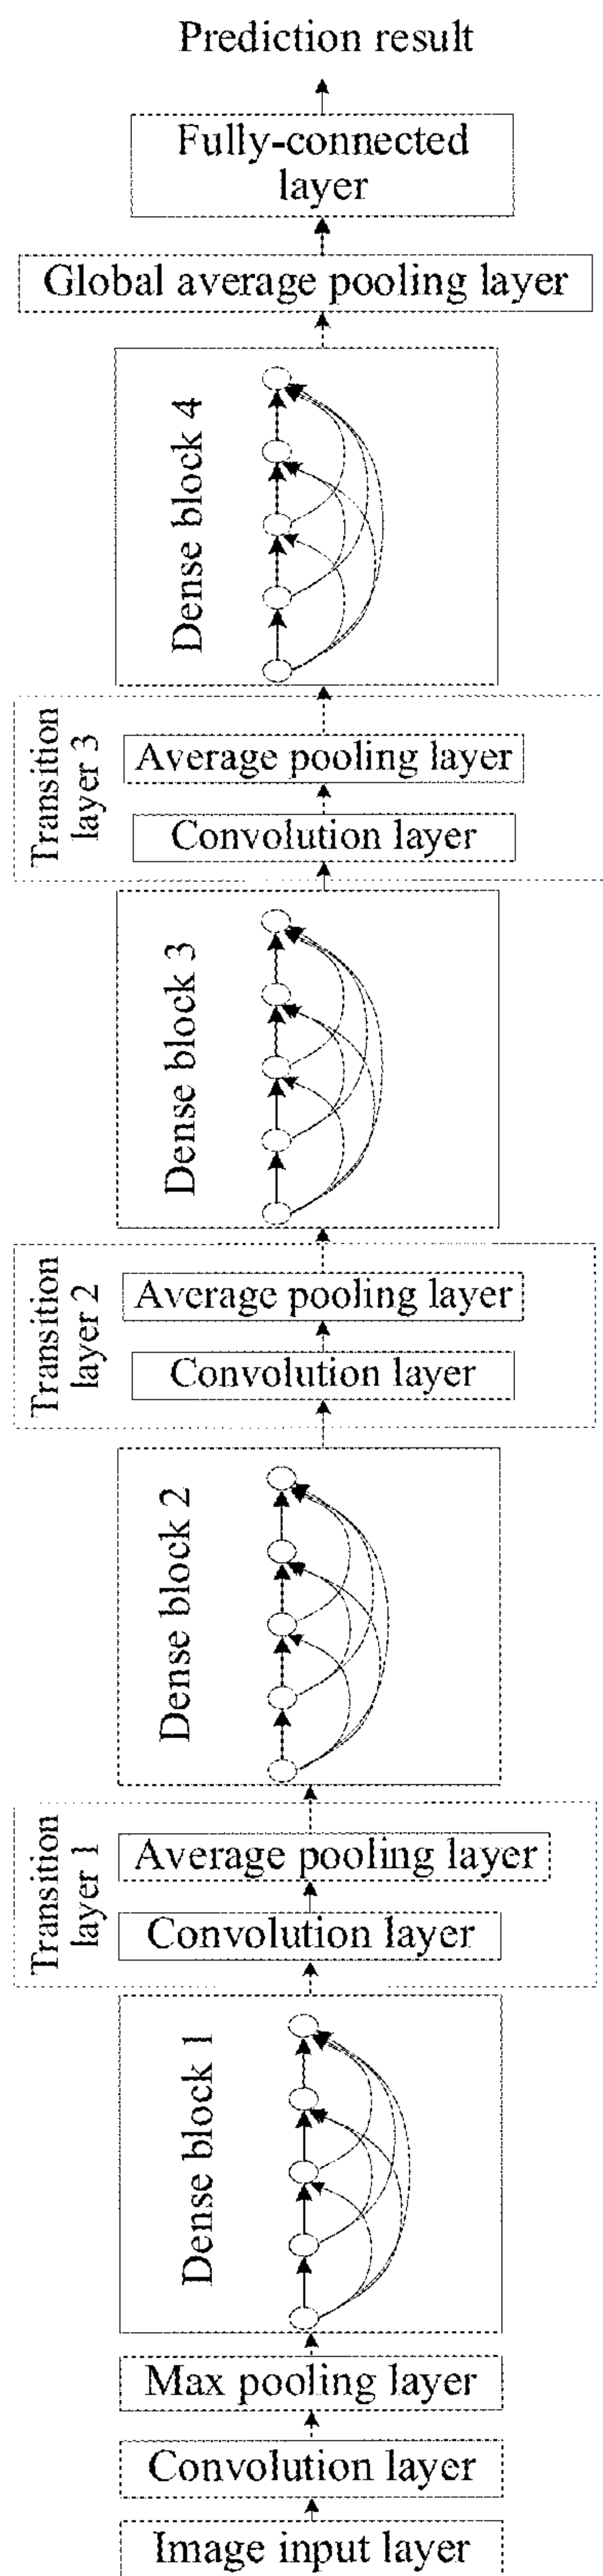 Prediction result
Fully-connected
layer
Global average pooling layer
Dense block 4
Transition
layer 3
Average pooling layer
Convolution layer
Dense block 3
Transition
layer 2
Average pooling layer
Convolution layer
Dense block 2
Transition
layer 1
Average pooling layer
Convolution layer
Dense block 1
Max pooling layer
Convolution layer
Image input layer